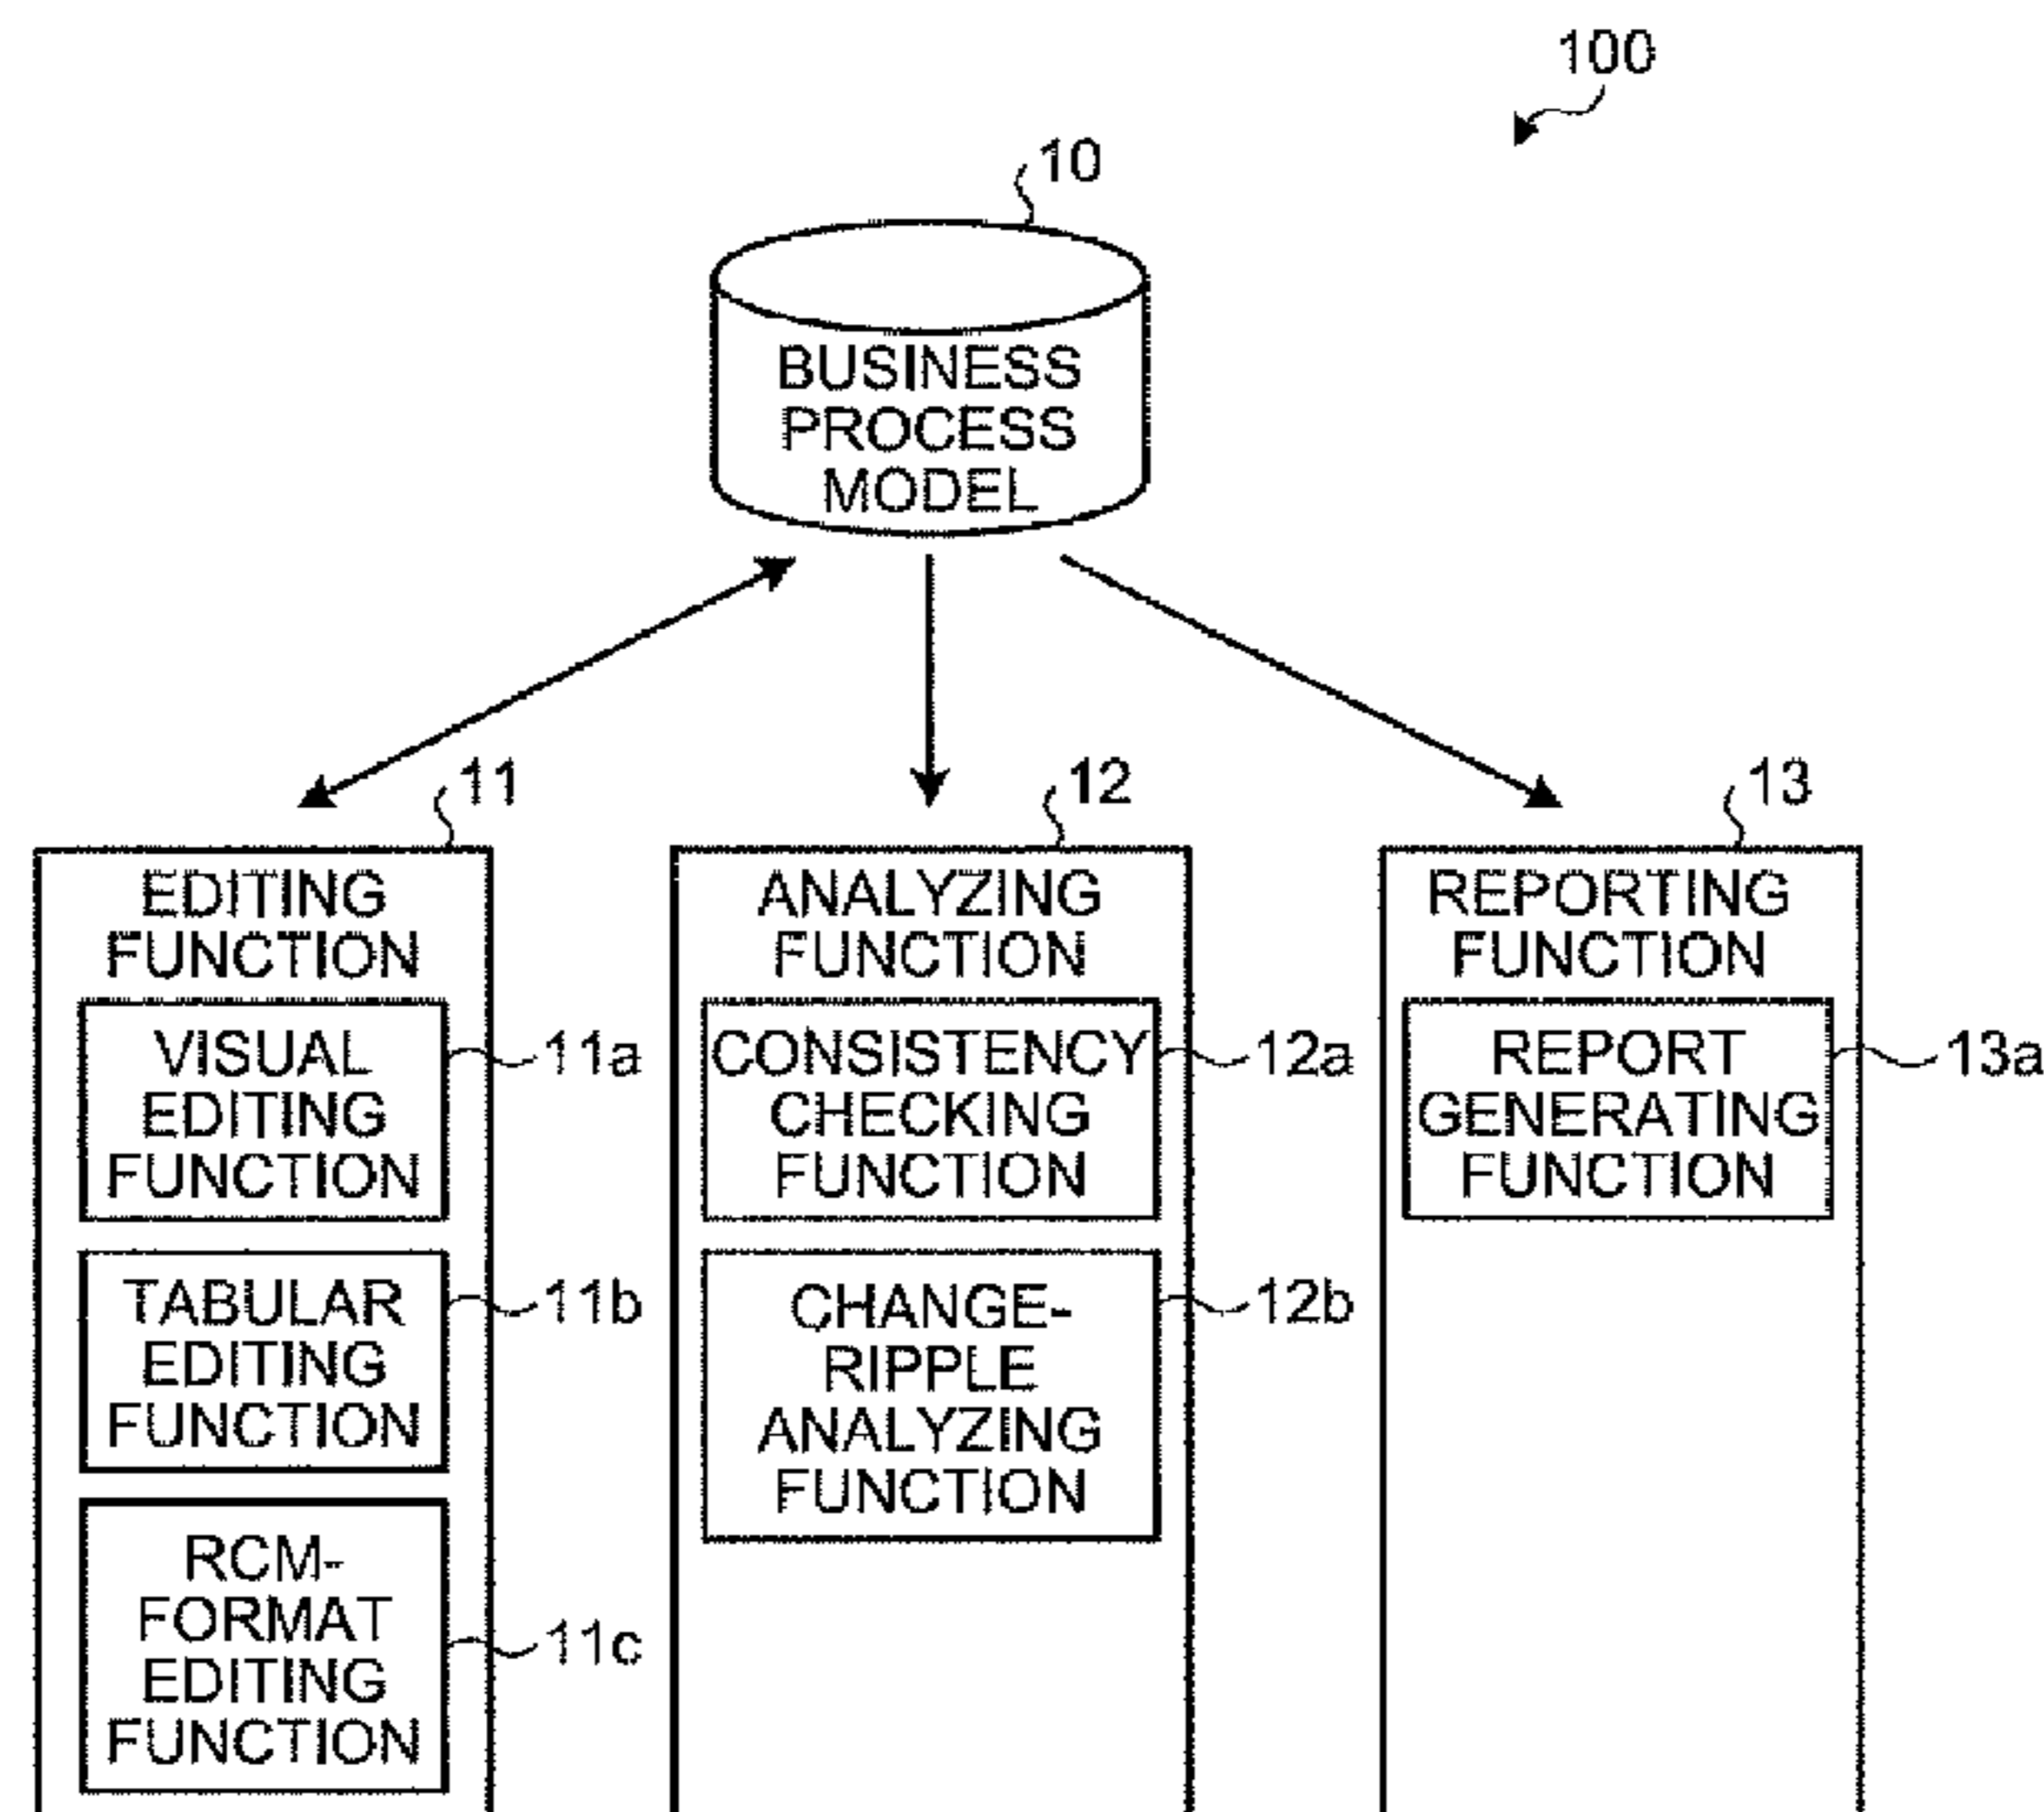 100
10
BUSINESS
PROCESS
MODEL
11
EDITING
FUNCTION
VISUAL
EDITING
FUNCTION
11a
TABULAR
EDITING
FUNCTION
11b
RCM-
FORMAT
EDITING
FUNCTION
11c
12
ANALYZING
FUNCTION
CONSISTENCY
CHECKING
FUNCTION
12a
CHANGE-
RIPPLE
ANALYZING
FUNCTION
12b
13
REPORTING
FUNCTION
REPORT
GENERATING
FUNCTION
13a